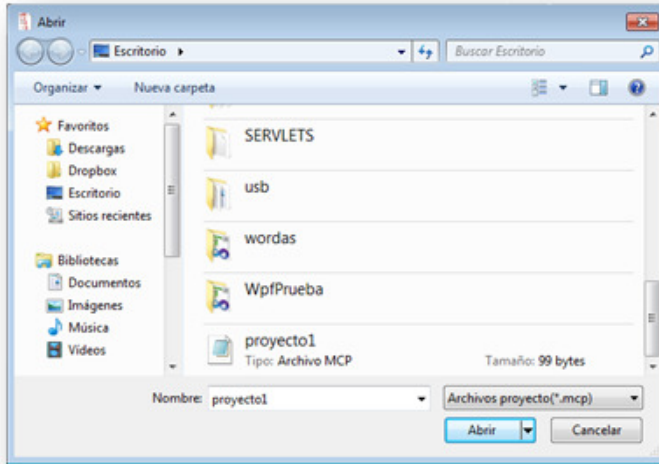 Abrir
Escritorio
Buscar Escritorio
Organizar
Nueva carpeta
Favoritos
Descargas
Dropbox
Escritorio
Sitios recientes
Bibliotecas
Documentos
Imágenes
Música
Vídeos
SERVLETS
usb
wordas
WpfPrueba
proyecto1
Tipo: Archivo MCP
Tamaño: 99 bytes
Nombre: proyecto1
Archivos proyecto(*.mcp)
Abrir
Cancelar